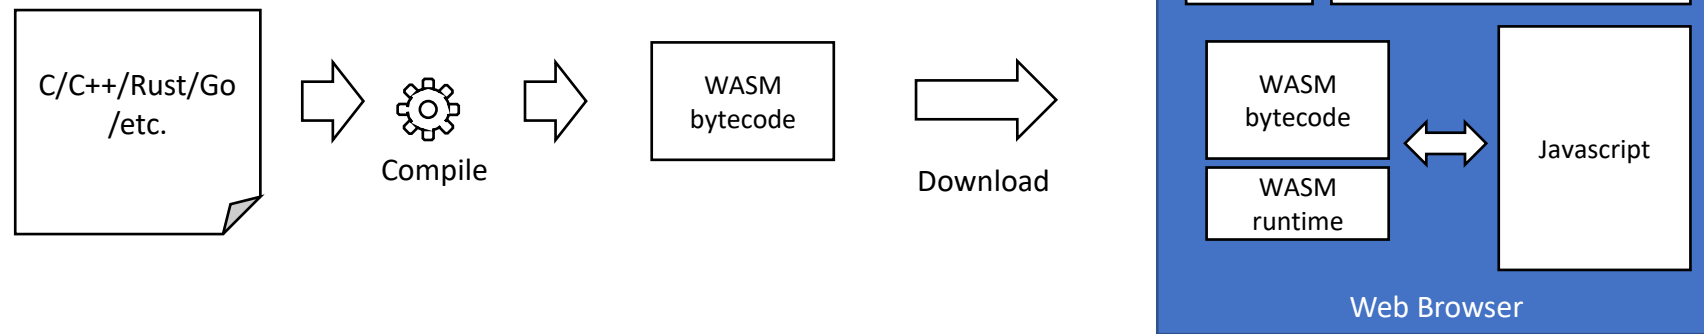 C/C++/Rust/Go
/etc.
Compile
WASM
bytecode
Download
WASM
bytecode
WASM
runtime
Javascript
Web Browser